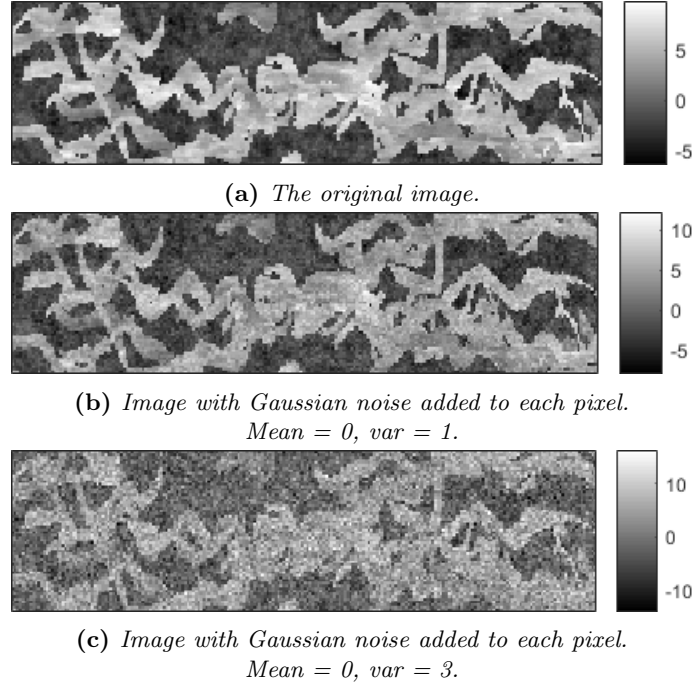 5
0
-5
(a) The original image.
10
5
0
-5
(b) Image with Gaussian noise added to each pixel.
Mean = 0, var = 1.
10
0
-10
(c) Image with Gaussian noise added to each pixel.
Mean = 0, var = 3.